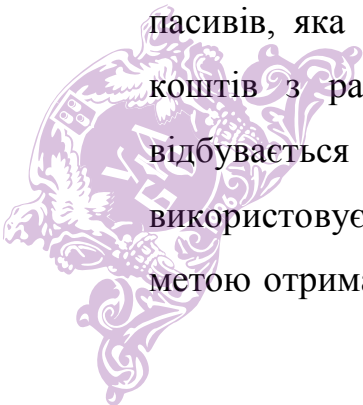 пасивів, яка
коштів з ра
відбувається
використовує
метою отрима